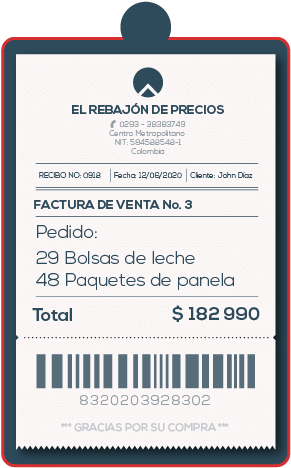 EL REBAJÓN DE PRECIOS
0293 - 38383749
Centro Metropolitano
NIT: 584588548-1
Colombia
RECIBO NO: 0918 Fecha: 12/06/2020 Cliente: John Díaz
FACTURA DE VENTA No. 3
Pedido:
29 Bolsas de leche
48 Paquetes de panela
Total $ 182 990
8320203928302
*** GRACIAS POR SU COMPRA ***